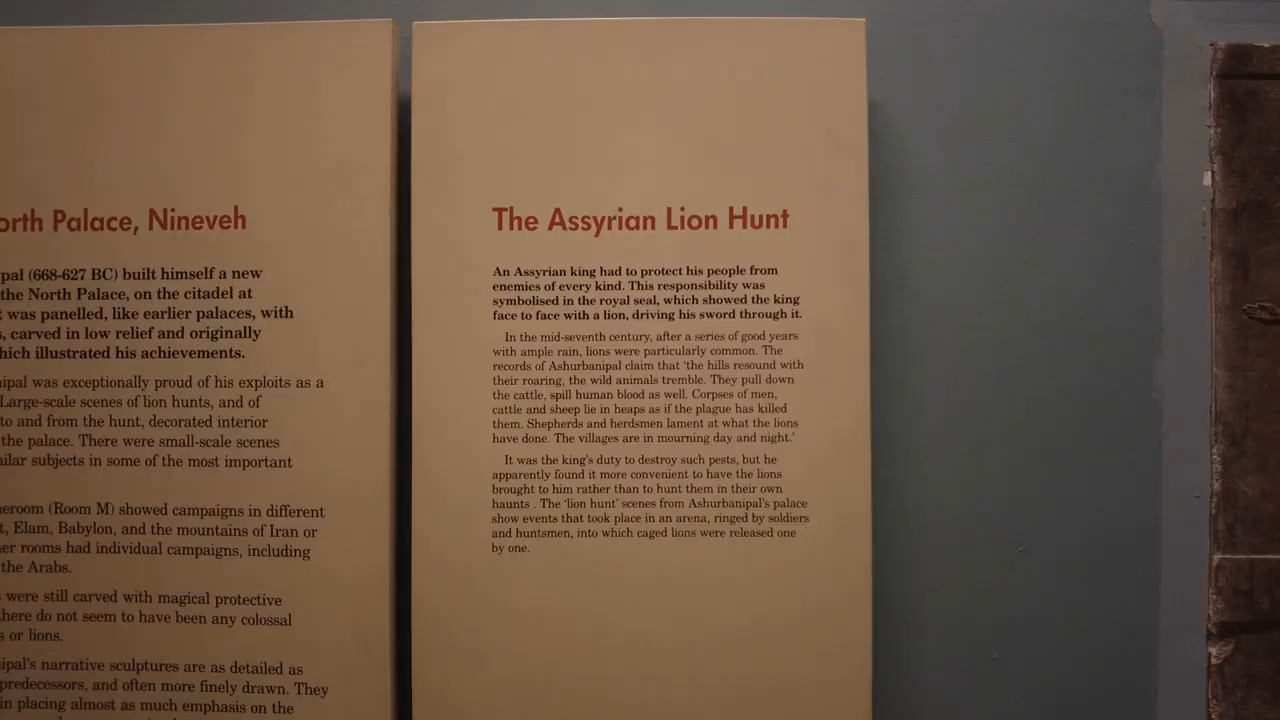 orth Palace, Nineveh
pal (668-627 BC) built himself a new
the North Palace, on the citadel at
was panelled, like earlier palaces, with
s, carved in low relief and originally
hich illustrated his achievements.
nipal was exceptionally proud of his exploits as a
Large-scale scenes of lion hunts, and of
to and from the hunt, decorated interior
the palace. There were small-scale scenes
milar subjects in some of the most important
neroom (Room M) showed campaigns in different
t, Elam, Babylon, and the mountains of Iran or
her rooms had individual campaigns, including
the Arabs.
s were still carved with magical protective
there do not seem to have been any colossal
s or lions.
nipal's narrative sculptures are as detailed as
predecessors, and often more finely drawn. They
in placing almost as much emphasis on the
The Assyrian Lion Hunt
An Assyrian king had to protect his people from
enemies of every kind. This responsibility was
symbolised in the royal seal, which showed the king
face to face with a lion, driving his sword through it.
In the mid-seventh century, after a series of good years
with ample rain, lions were particularly common. The
records of Ashurbanipal claim that 'the hills resound with
their roaring, the wild animals tremble. They pull down
the cattle, spill human blood as well. Corpses of men,
cattle and sheep lie in heaps as if the plague has killed
them. Shepherds and herdsmen lament at what the lions
have done. The villages are in mourning day and night.'
It was the king's duty to destroy such pests, but he
apparently found it more convenient to have the lions
brought to him rather than to hunt them in their own
haunts . The 'lion hunt' scenes from Ashurbanipal's palace
show events that took place in an arena, ringed by soldiers
and huntsmen, into which caged lions were released one
by one.